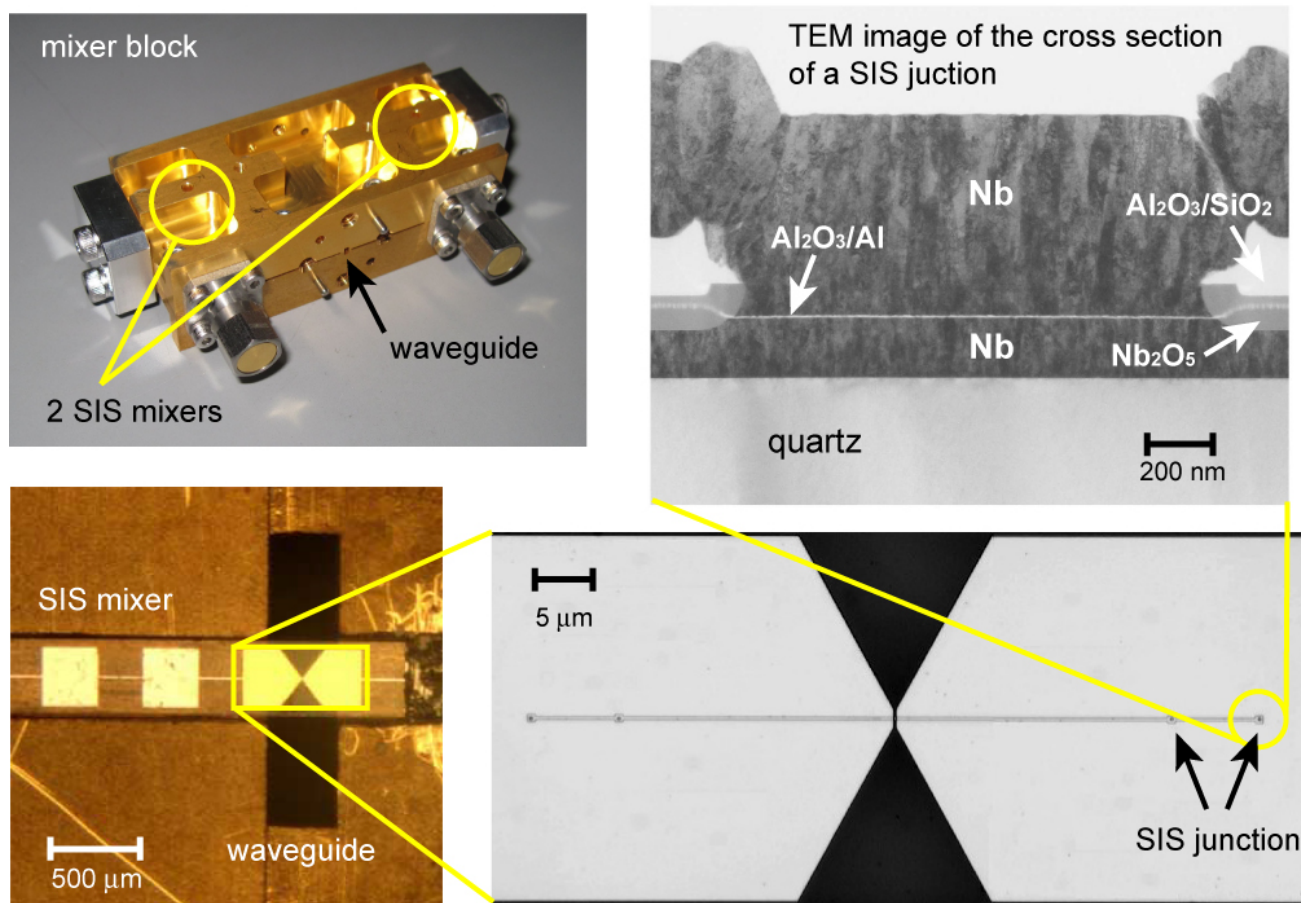 mixer block
waveguide
2 SIS mixers
TEM image of the cross section
of a SIS juction
Nb
Al₂O₃/SiO₂
Al₂O₃/Al
Nb
Nb₂O₅
quartz
200 nm
SIS mixer
waveguide
500 μm
5 μm
SIS junction